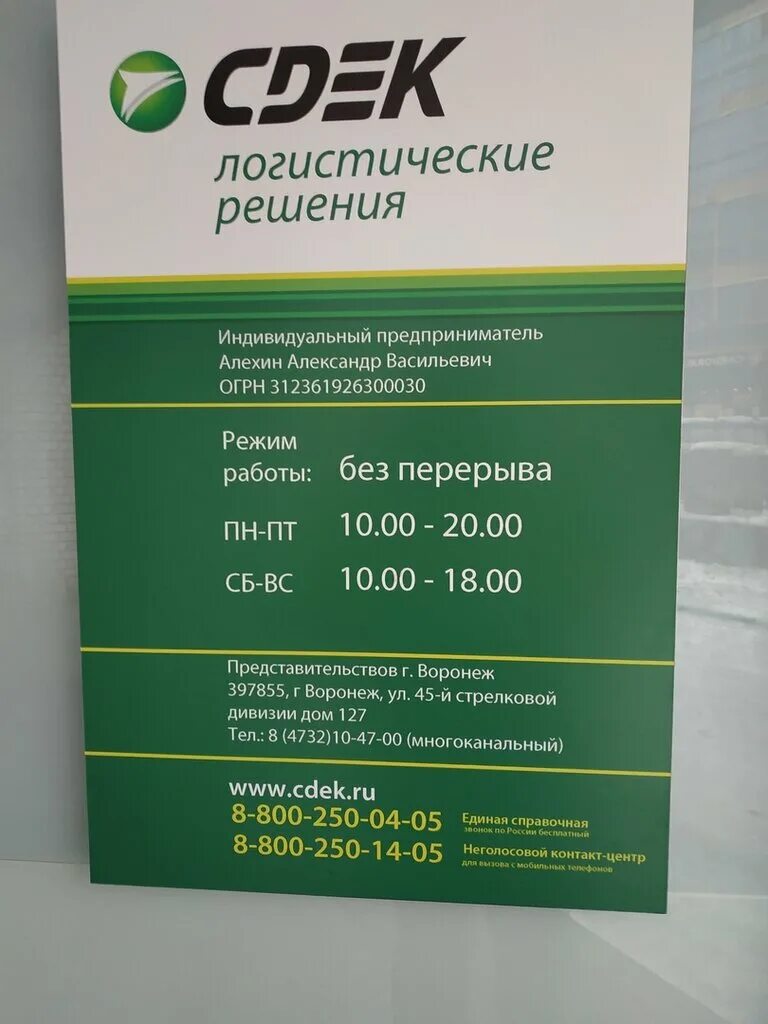 CDEK
логистические
решения
Индивидуальный предприниматель
Алехин Александр Васильевич
ОГРН 312361926300030
Режим
работы: без перерыва
ПН-ПТ 10.00 - 20.00
СБ-ВС 10.00 - 18.00
Представительствов г. Воронеж
397855, г Воронеж, ул. 45-й стрелковой
дивизии дом 127
Тел.: 8 (4732)10-47-00 (многоканальный)
www.cdek.ru
8-800-250-04-05 Единая справочная
звонок по России бесплатный
8-800-250-14-05 Неголосовой контакт-центр
для вызова с мобильных телефонов